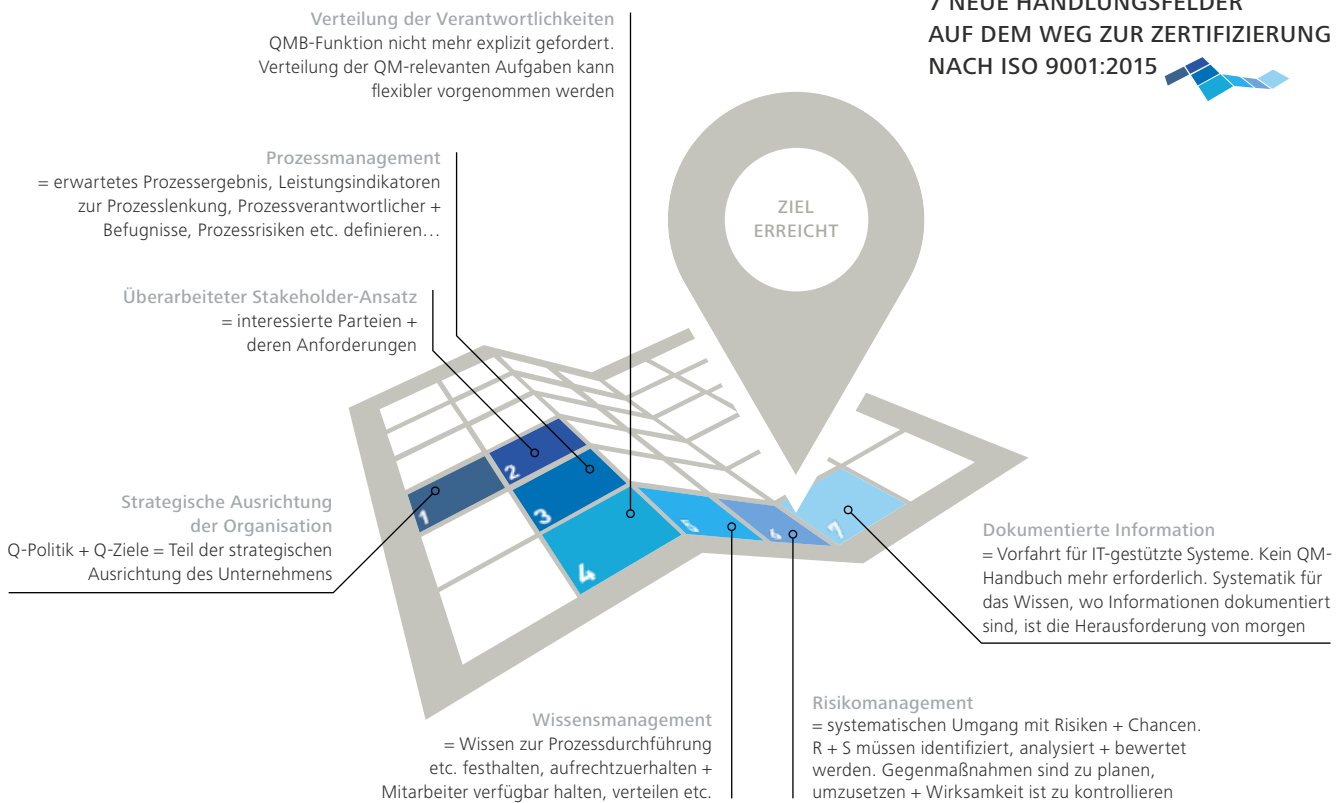 7 NEUE HANDLUNGSFELDER
AUF DEM WEG ZUR ZERTIFIZIERUNG
NACH ISO 9001:2015
Verteilung der Verantwortlichkeiten
QMB-Funktion nicht mehr explizit gefordert.
Verteilung der QM-relevanten Aufgaben kann
flexibler vorgenommen werden
Prozessmanagement
= erwartetes Prozessergebnis, Leistungsindikatoren
zur Prozesslenkung, Prozessverantwortlicher +
Befugnisse, Prozessrisiken etc. definieren…
Überarbeiteter Stakeholder-Ansatz
= interessierte Parteien +
deren Anforderungen
ZIEL
ERREICHT
1
2
3
4
5
6
7
Strategische Ausrichtung
der Organisation
Q-Politik + Q-Ziele = Teil der strategischen
Ausrichtung des Unternehmens
Dokumentierte Information
= Vorfahrt für IT-gestützte Systeme. Kein QM-
Handbuch mehr erforderlich. Systematik für
das Wissen, wo Informationen dokumentiert
sind, ist die Herausforderung von morgen
Wissensmanagement
= Wissen zur Prozessdurchführung
etc. festhalten, aufrechtzuerhalten +
Mitarbeiter verfügbar halten, verteilen etc.
Risikomanagement
= systematischen Umgang mit Risiken + Chancen.
R + S müssen identifiziert, analysiert + bewertet
werden. Gegenmaßnahmen sind zu planen,
umzusetzen + Wirksamkeit ist zu kontrollieren